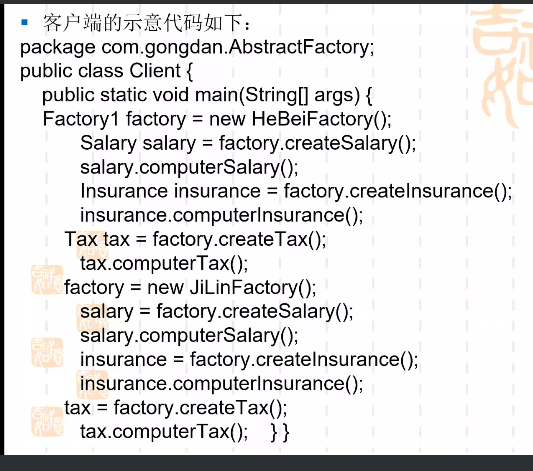 客户端的示意代码如下：
package com.gongdan.AbstractFactory;
public class Client {
public static void main(String[] args) {
Factory1 factory = new HeBeiFactory();
Salary salary = factory.createSalary();
salary.computerSalary();
Insurance insurance = factory.createInsurance();
insurance.computerInsurance();
Tax tax = factory.createTax();
tax.computerTax();
factory = new JiLinFactory();
salary = factory.createSalary();
salary.computerSalary();
insurance = factory.createInsurance();
insurance.computerInsurance();
tax = factory.createTax();
tax.computerTax(); } }